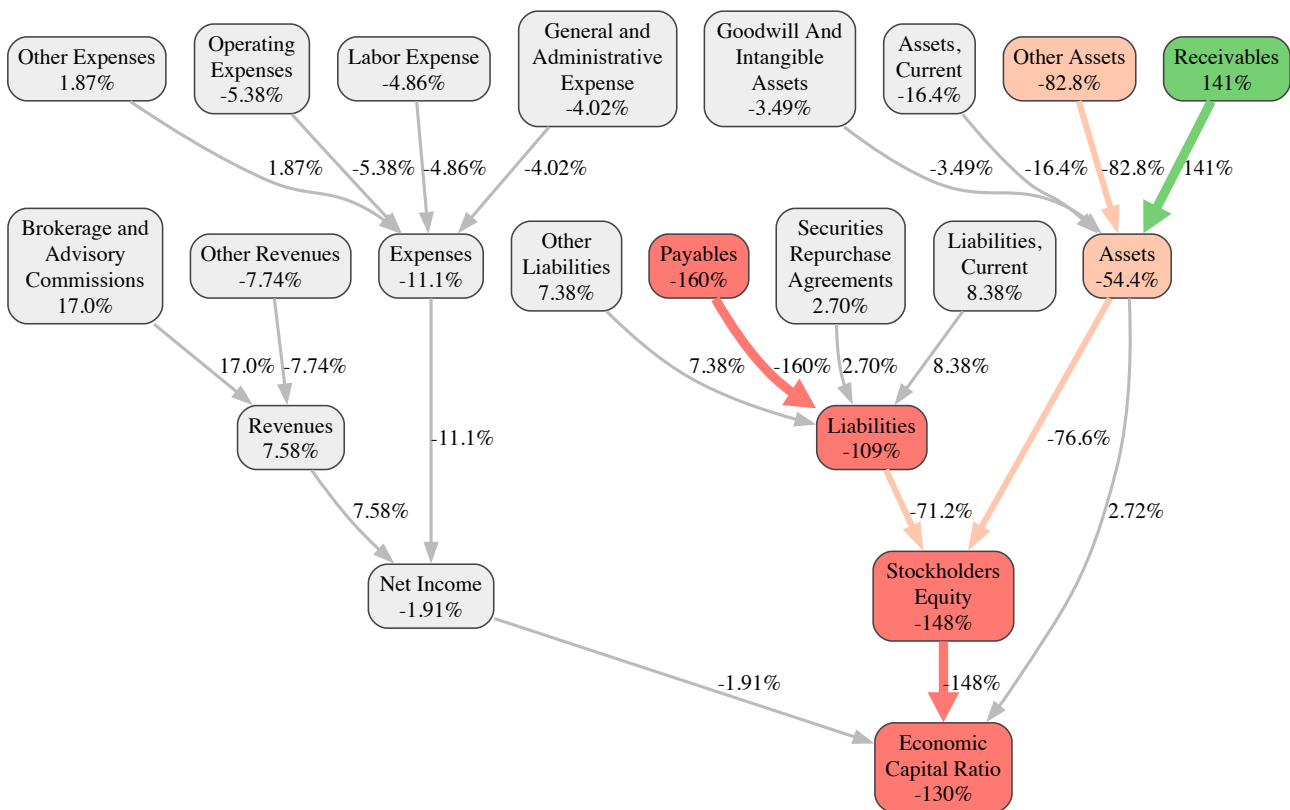 Other Expenses
1.87%
Operating
Expenses
-5.38%
Labor Expense
-4.86%
General and
Administrative
Expense
-4.02%
Goodwill And
Intangible
Assets
-3.49%
Assets,
Current
-16.4%
Other Assets
-82.8%
Receivables
141%
1.87%
-5.38%
-4.86%
-4.02%
-3.49%
-16.4%
-82.8%
141%
Brokerage and
Advisory
Commissions
17.0%
Other Revenues
-7.74%
Expenses
-11.1%
Other
Liabilities
7.38%
Payables
-160%
Securities
Repurchase
Agreements
2.70%
Liabilities,
Current
8.38%
Assets
-54.4%
17.0%
-7.74%
7.38%
-160%
2.70%
8.38%
Revenues
7.58%
-11.1%
Liabilities
-109%
-76.6%
7.58%
-71.2%
2.72%
Net Income
-1.91%
Stockholders
Equity
-148%
-1.91%
-148%
Economic
Capital Ratio
-130%